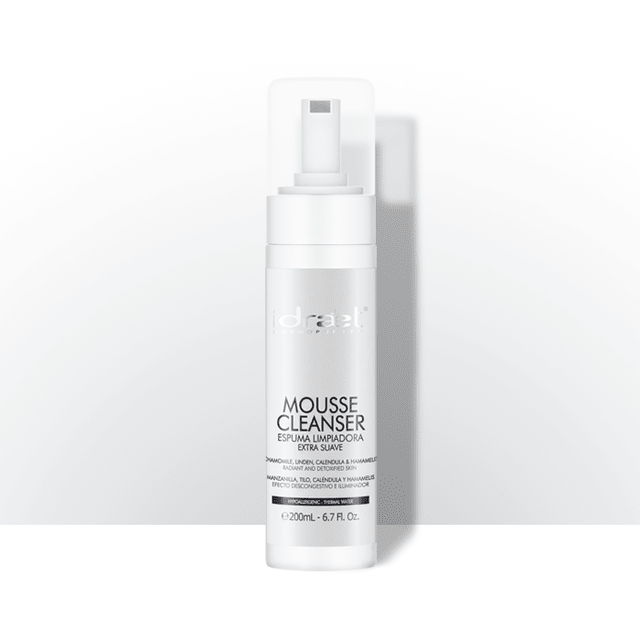 idraet®
MOUSSE
CLEANSER
ESPUMA LIMPIADORA
EXTRA SUAVE
CHAMOMILE, LINDEN, CALENDULA & HAMAMELIS
RADIANT AND DETOXIFIED SKIN
MANZANILLA, TILO, CALÉNDULA Y HAMAMELIS
EFECTO DESCONGESTIVO E ILUMINADOR
HYPOALLERGENIC - THERMAL WATER
℮200mL - 6.7 Fl. Oz.